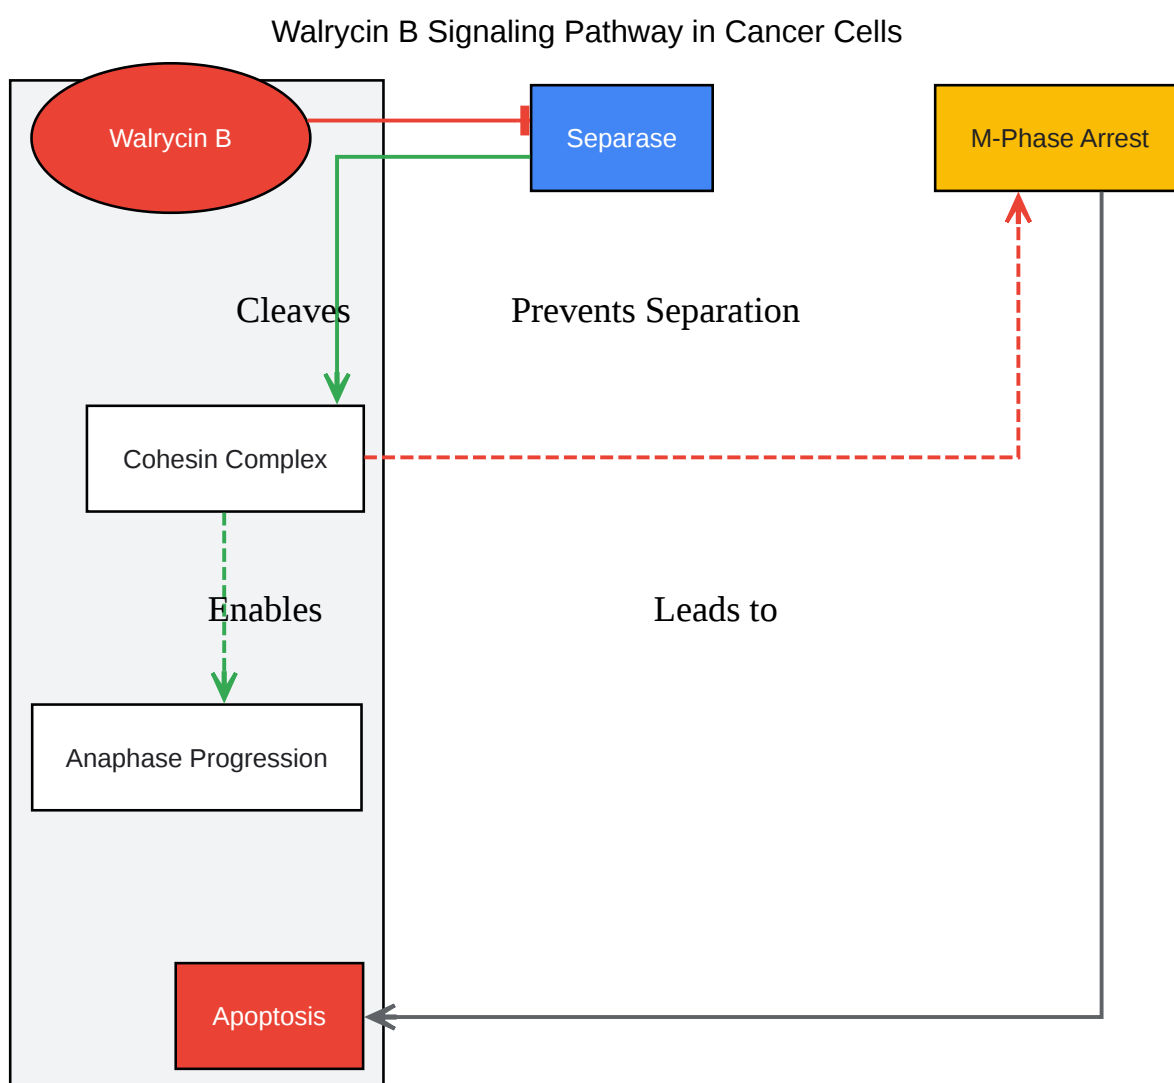 Walrycin B Signaling Pathway in Cancer Cells
Walrycin B
Separase
M-Phase Arrest
Cleaves
Prevents Separation
Cohesin Complex
Enables
Leads to
Anaphase Progression
Apoptosis